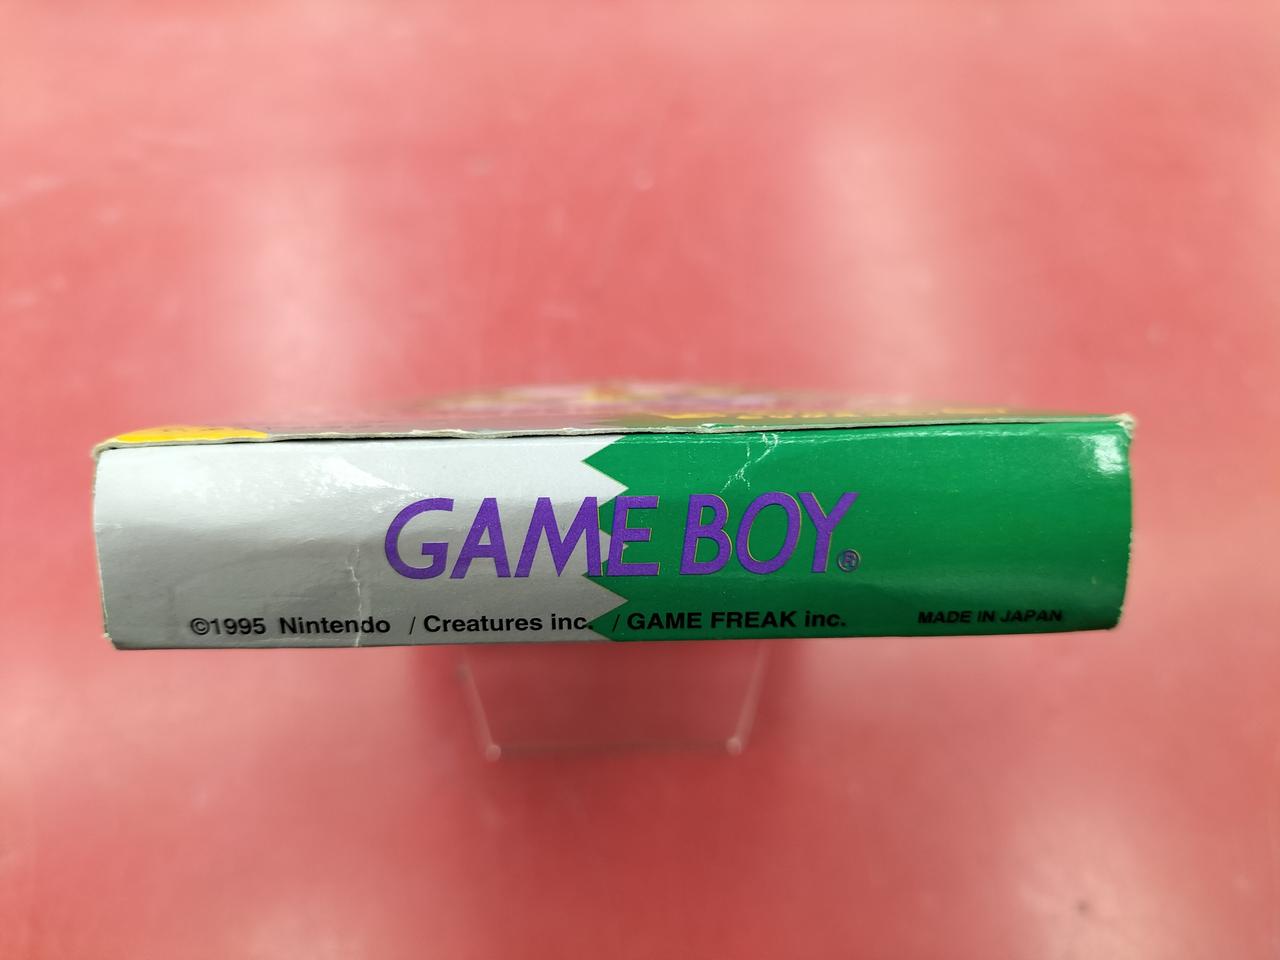 GAME BOY®
©1995 Nintendo / Creatures inc. / GAME FREAK inc. MADE IN JAPAN